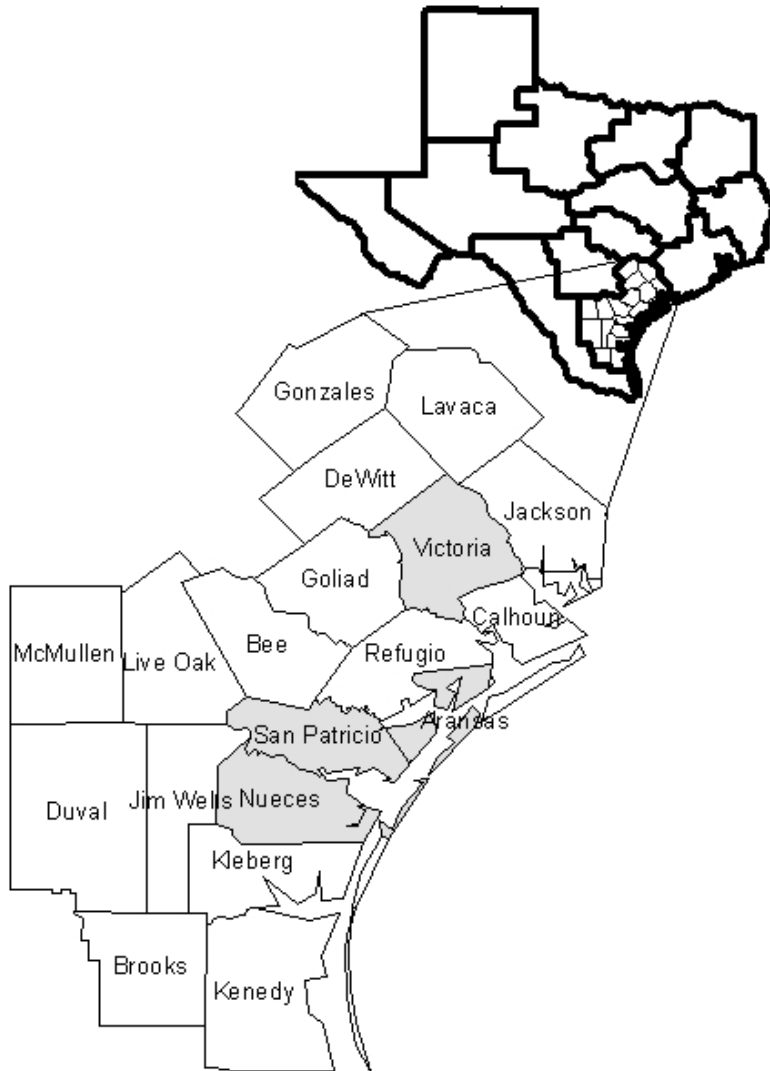 Gonzales
Lavaca
DeWitt
Jackson
Victoria
Goliad
Calhoun
Bee
Refugio
McMullen
Live Oak
Aransas
San Patricio
Duval
Jim Wells
Nueces
Kleberg
Brooks
Kenedy